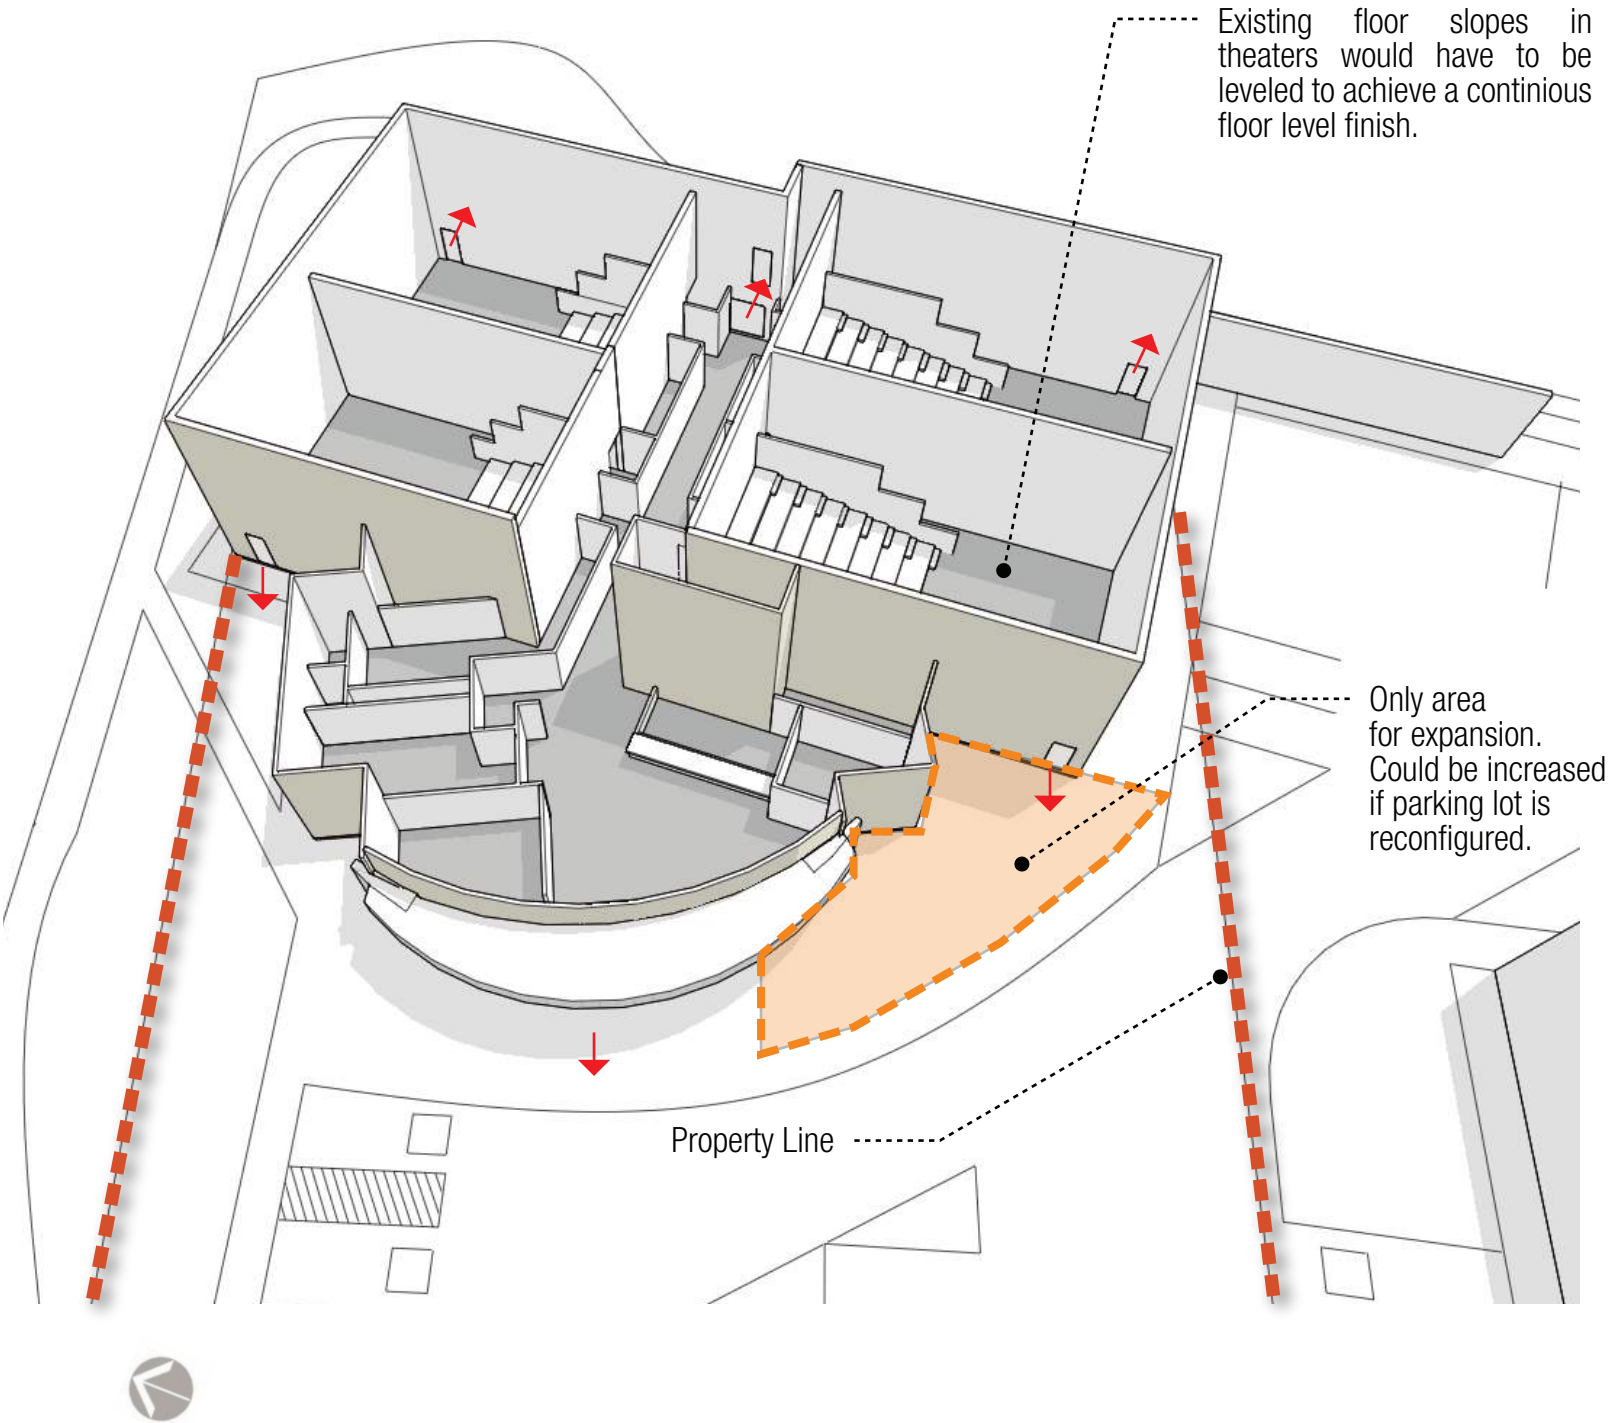 Existing floor slopes in
theaters would have to be
leveled to achieve a continious
floor level finish.
Only area
for expansion.
Could be increased
if parking lot is
reconfigured.
Property Line